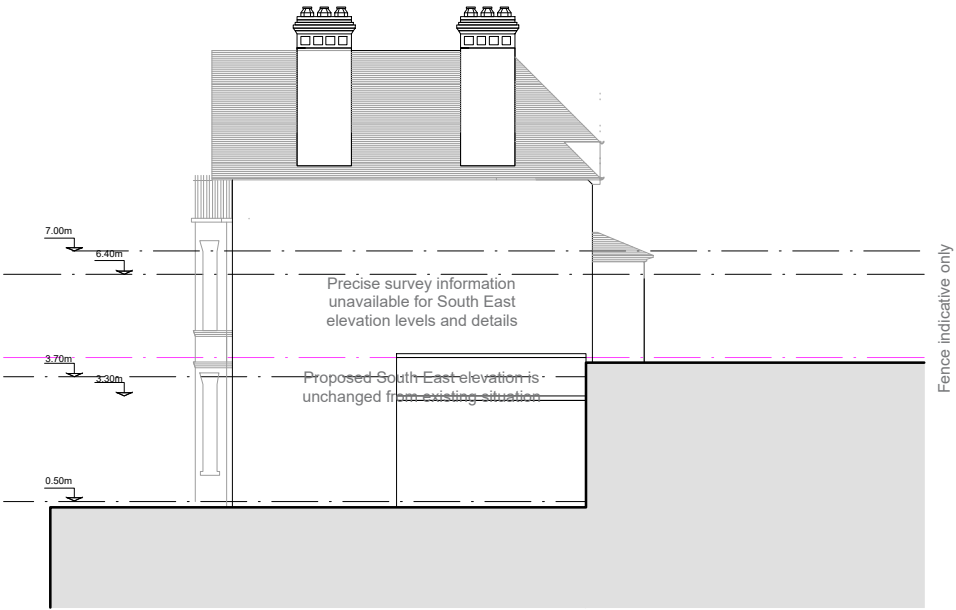 7.00m
6.40m
Precise survey information
unavailable for South East
elevation levels and details
3.70m
3.30m
Proposed South East elevation is
unchanged from existing situation
0.50m
Fence indicative only